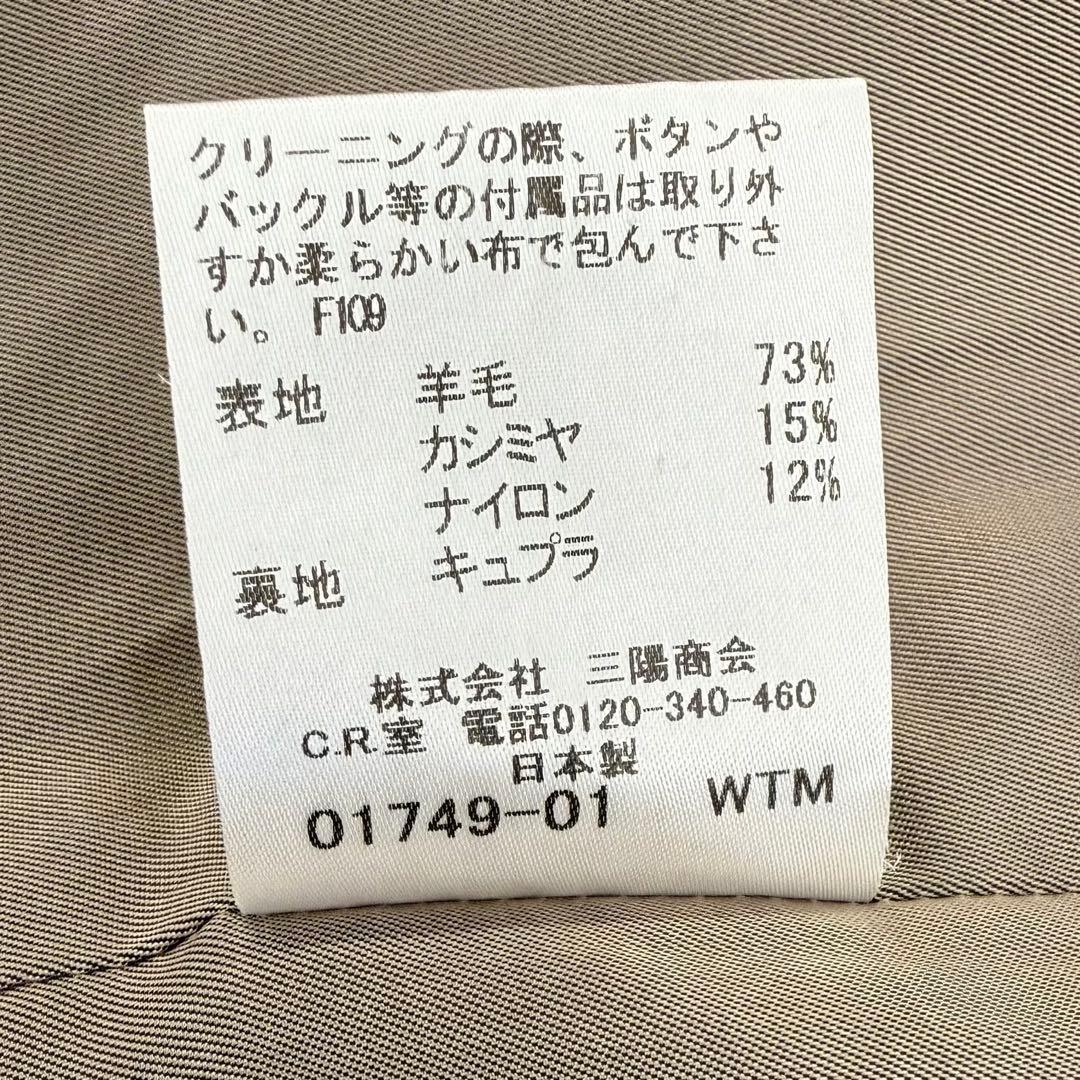 クリーニングの際、ボタンや
バックル等の付属品は取り外
すか柔らかい布で包んで下さ
い。 F109
表地 羊毛 73%
カシミヤ 15%
ナイロン 12%
裏地 キュプラ
株式会社 三陽商会
C.R.室 電話0120-340-460
日本製
01749-01 WTM